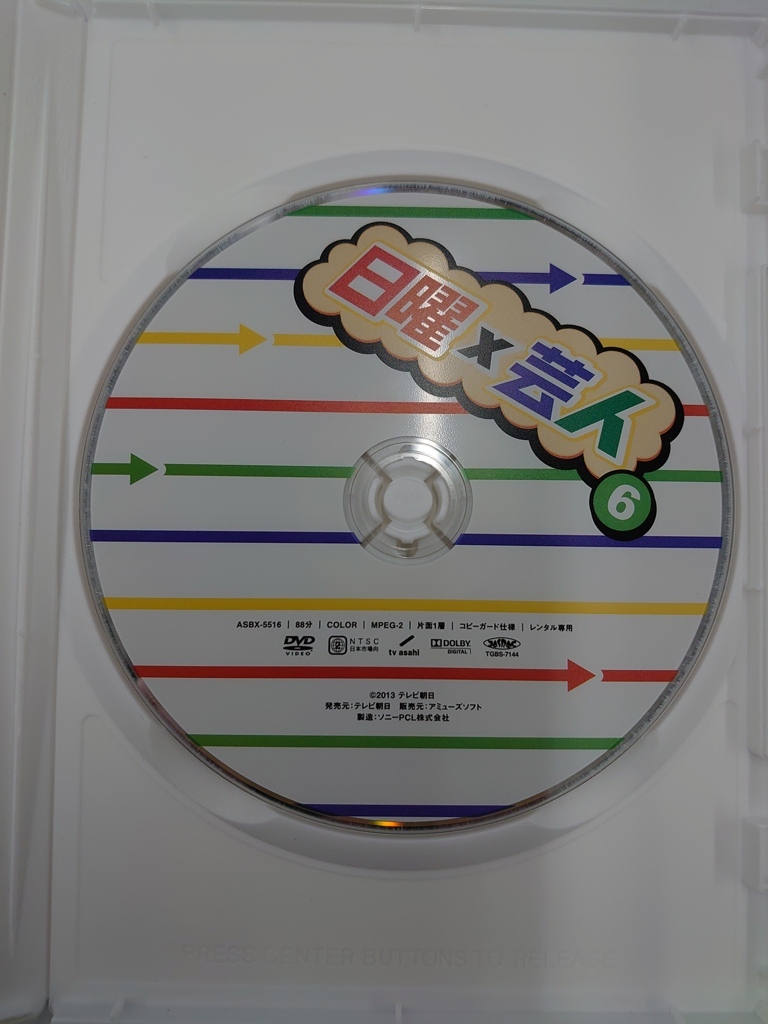 日曜×芸人
6
ASBX-5516 | 88分 | COLOR | MPEG-2 | 片面1層 | コピーガード仕様 | レンタル専用
DVD VIDEO 2 NTSC 日本市場向 tv asahi DOLBY DIGITAL TGBS-7144
©2013 テレビ朝日
発売元:テレビ朝日 販売元:アミューズソフト
製造:ソニーPCL株式会社
PRESS CENTER BUTTONS TO RELEASE